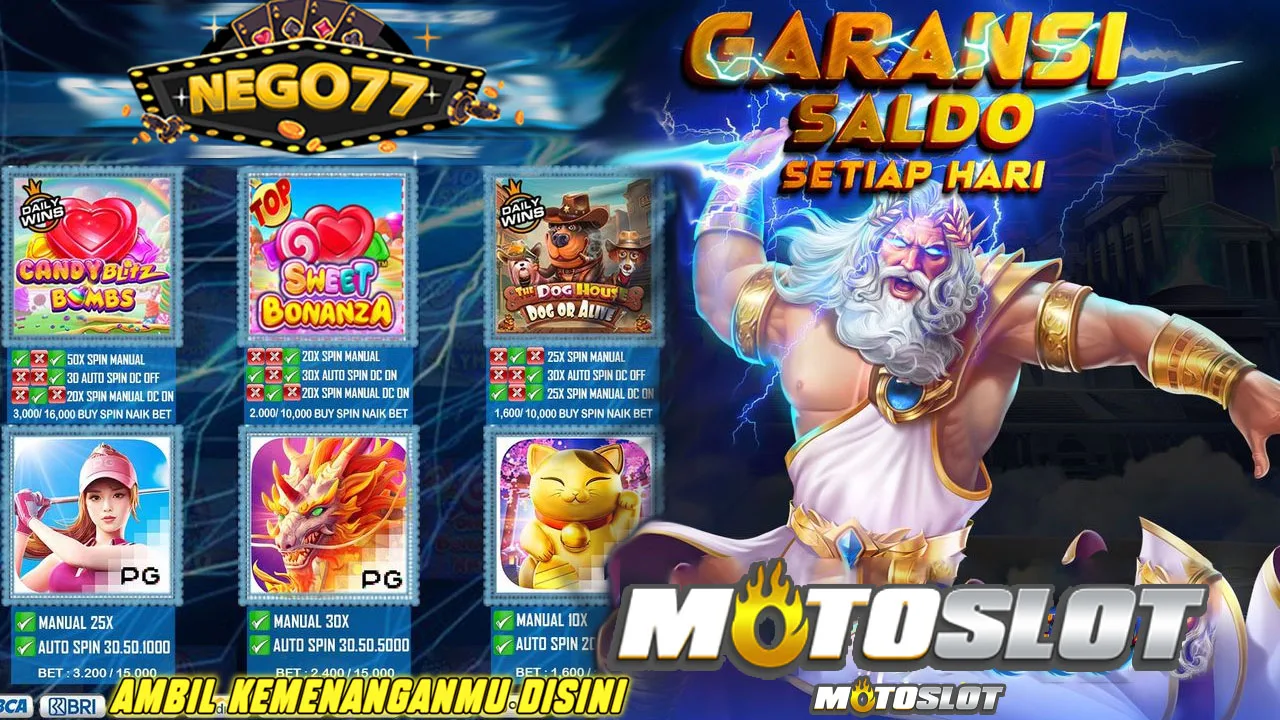 NEGO77
GARANSI
SALDO
SETIAP HARI
DAILY
WINS
CANDY BLITZ
BOMBS
50X SPIN MANUAL
30 AUTO SPIN DC OFF
20X SPIN MANUAL DC ON
3,000/ 16,000 BUY SPIN NAIK BET
TOP
SWEET
BONANZA
20X SPIN MANUAL
30X AUTO SPIN DC ON
20X SPIN MANUAL DC ON
2.000/ 10,000 BUY SPIN NAIK BET
DAILY
WINS
THE DOG HOUSE
DOG OR ALIVE
25X SPIN MANUAL
30X AUTO SPIN DC OFF
25X SPIN MANUAL DC ON
1,600/ 10,000 BUY SPIN NAIK BET
PG
MANUAL 25X
AUTO SPIN 30.50.1000
BET : 3.200 / 15.000
PG
MANUAL 30X
AUTO SPIN 30.50.5000
BET : 2.400 / 15.000
MANUAL 10X
AUTO SPIN
BET : 1,600 /
MOTOSLOT
BCA
BRI
AMBIL KEMENANGANMU DISINI
MOTOSLOT